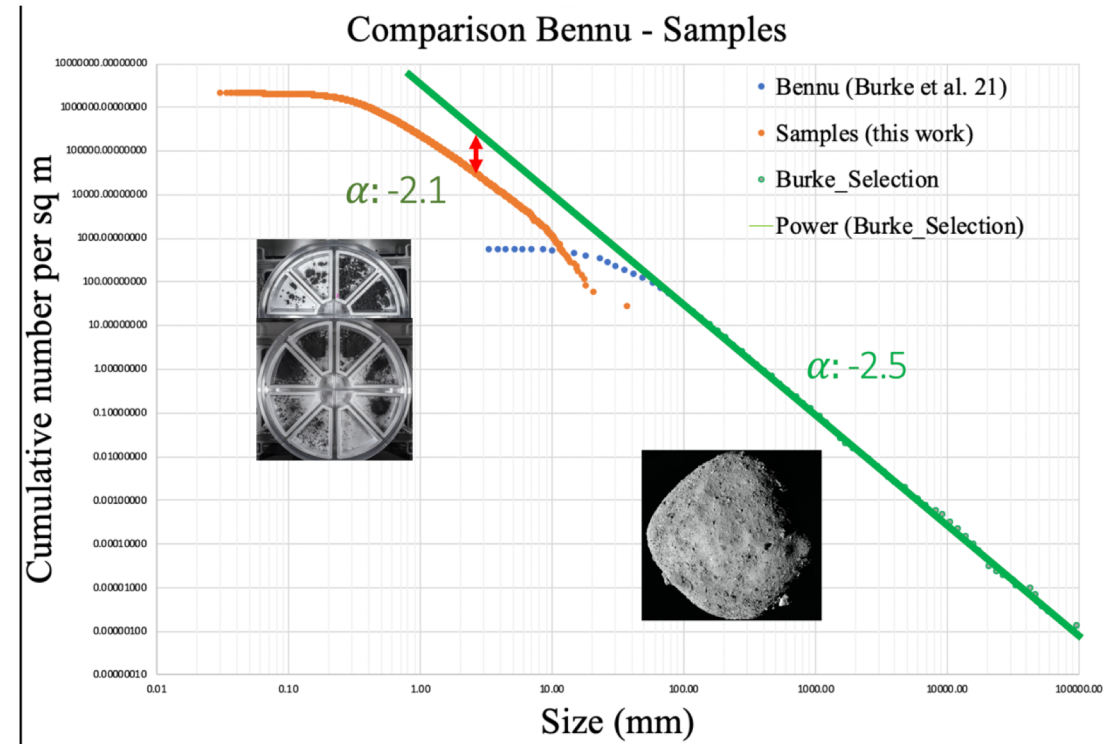 Comparison Bennu - Samples
Cumulative number per sq m
10000000.00000000
1000000.00000000
100000.00000000
10000.00000000
1000.00000000
100.00000000
10.00000000
1.00000000
0.10000000
0.01000000
0.00100000
0.00010000
0.00001000
0.00000100
0.00000010
Bennu (Burke et al. 21)
Samples (this work)
Burke_Selection
Power (Burke_Selection)
α: -2.1
α: -2.5
0.01 0.10 1.00 10.00 100.00 1000.00 10000.00 100000.00
Size (mm)